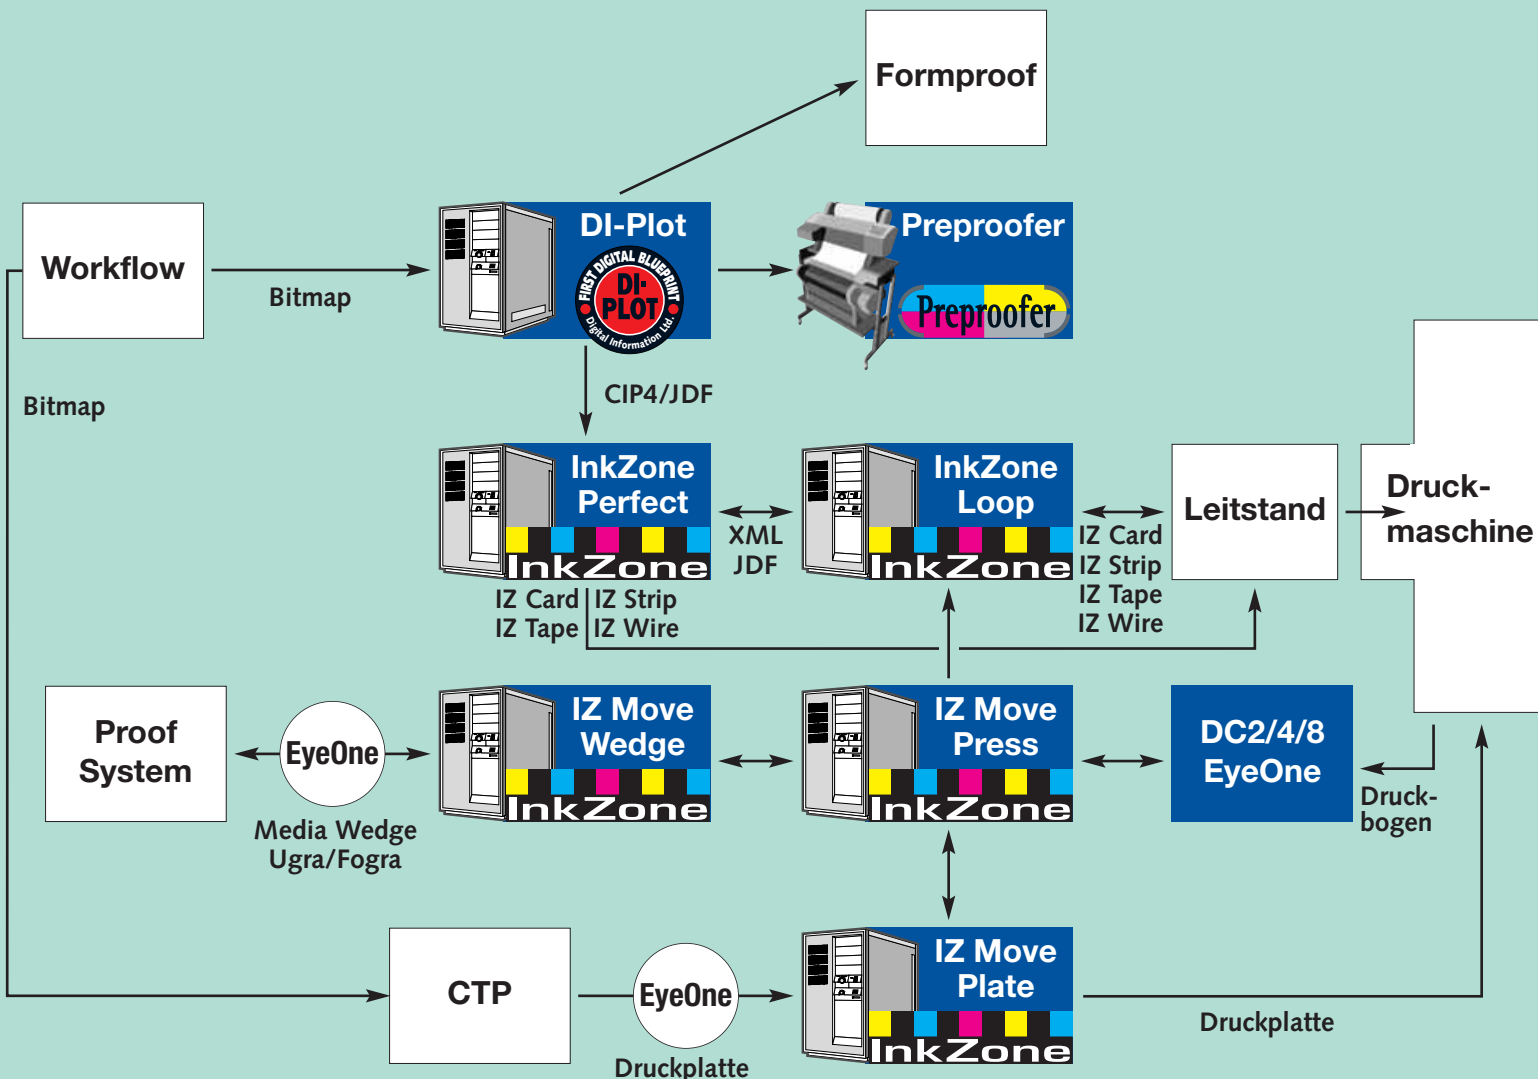 Formproof
Workflow
Bitmap
DI-Plot
FIRST DIGITAL BLUEPRINT
DI-
PLOT
Digital Information Ltd.
Preproofer
Preproofer
Bitmap
CIP4/JDF
InkZone
Perfect
InkZone
XML
JDF
InkZone
Loop
InkZone
IZ Card
IZ Strip
IZ Tape
IZ Wire
Leitstand
Druck-
maschine
IZ Card IZ Strip
IZ Tape IZ Wire
Proof
System
EyeOne
Media Wedge
Ugra/Fogra
IZ Move
Wedge
InkZone
IZ Move
Press
InkZone
DC2/4/8
EyeOne
Druck-
bogen
CTP
EyeOne
Druckplatte
IZ Move
Plate
InkZone
Druckplatte